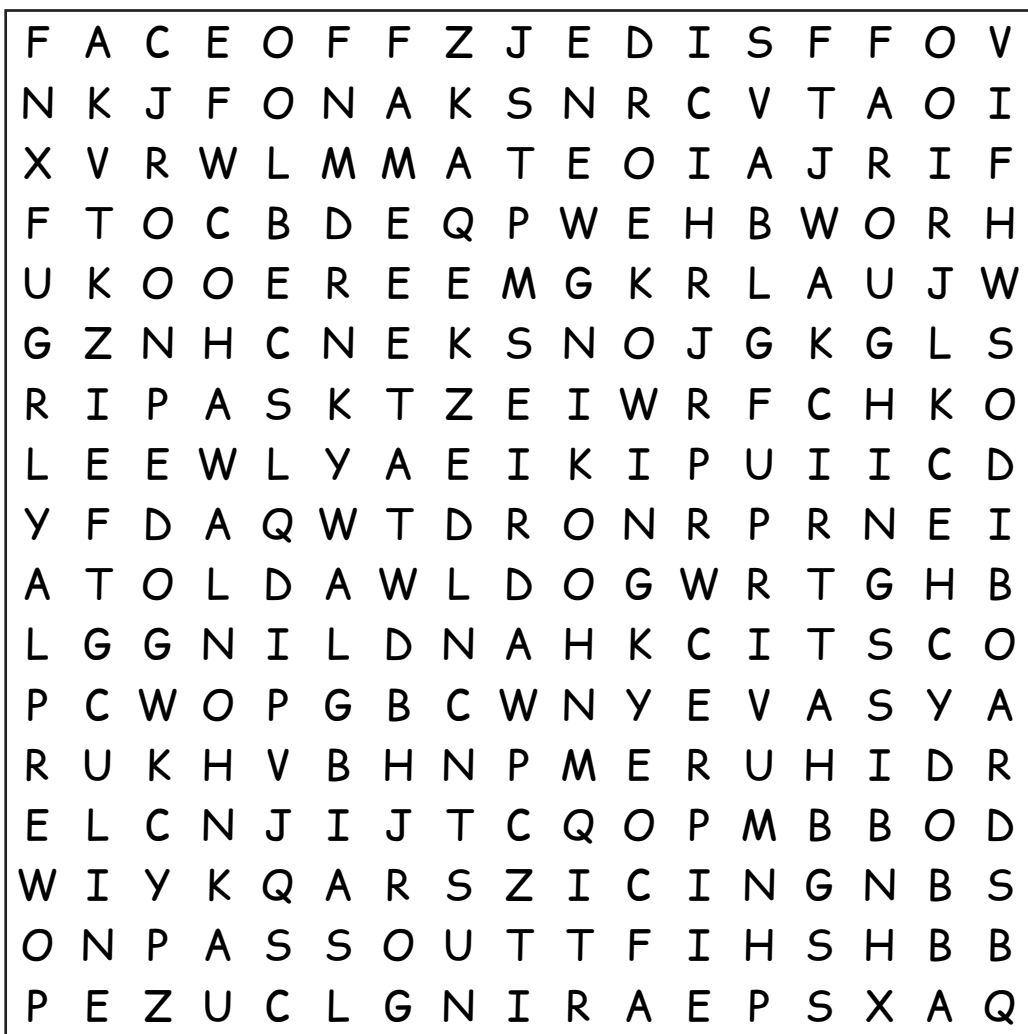 F A C E O F F Z J E D I S F F O V
N K J F O N A K S N R C V T A O I
X V R W L M M A T E O I A J R I F
F T O C B D E Q P W E H B W O R H
U K O O E R E E M G K R L A U J W
G Z N H C N E K S N O J G K G L S
R I P A S K T Z E I W R F C H K O
L E E W L Y A E I K I P U I I C D
Y F D A Q W T D R O N R P R N E I
A T O L D A W L D O G W R T G H B
L G G N I L D N A H K C I T S C O
P C W O P G B C W N Y E V A S Y A
R U K H V B H N P M E R U H I D R
E L C N J I J T C Q O P M B B O D
W I Y K Q A R S Z I C I N G N B S
O N P A S S O U T T F I H S H B B
P E Z U C L G N I R A E P S X A Q